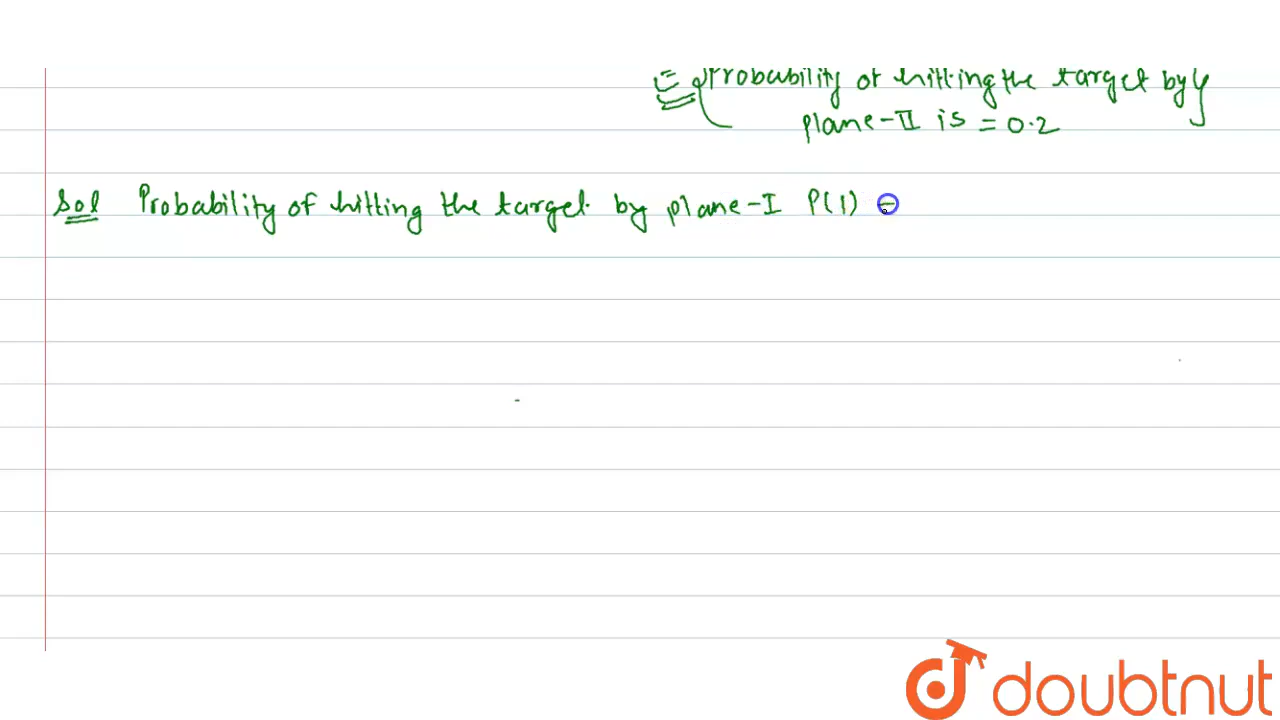 Probability of hitting the target by
plane-II is = 0.2
Sol Probability of hitting the target by plane-I P(1) =
doubtnut